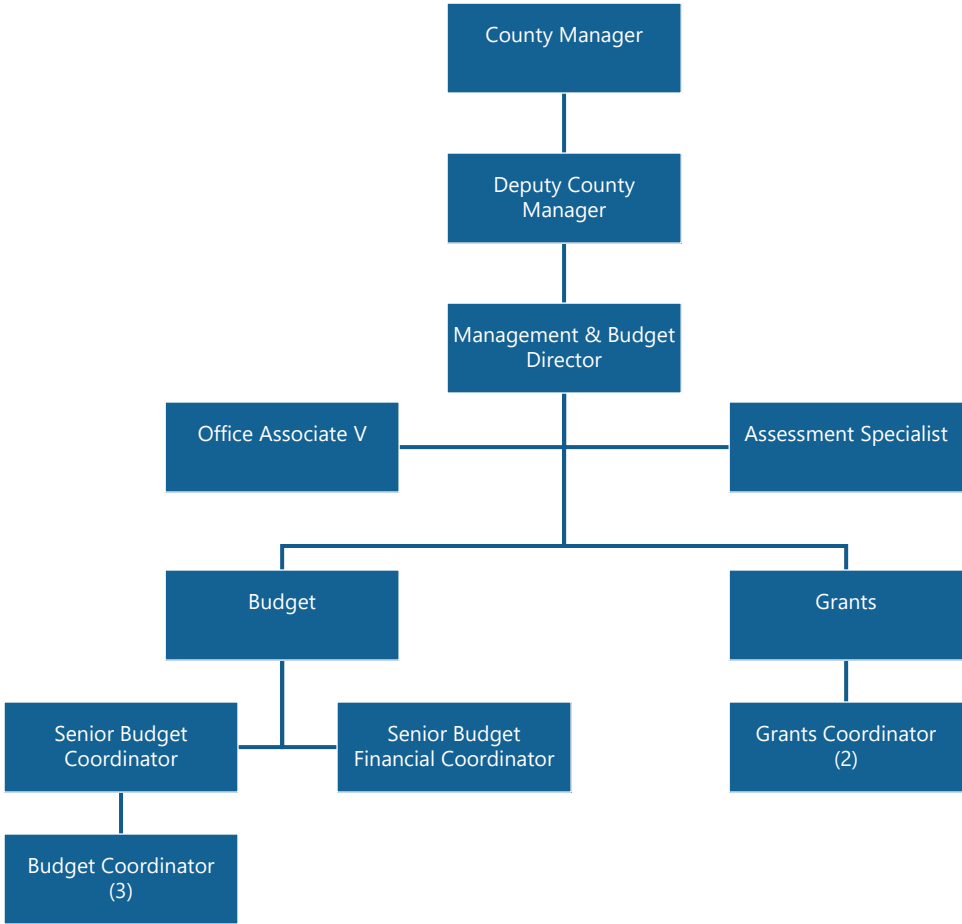 County Manager
Deputy County
Manager
Management & Budget
Director
Office Associate V
Assessment Specialist
Budget
Grants
Senior Budget
Coordinator
Senior Budget
Financial Coordinator
Grants Coordinator
(2)
Budget Coordinator
(3)